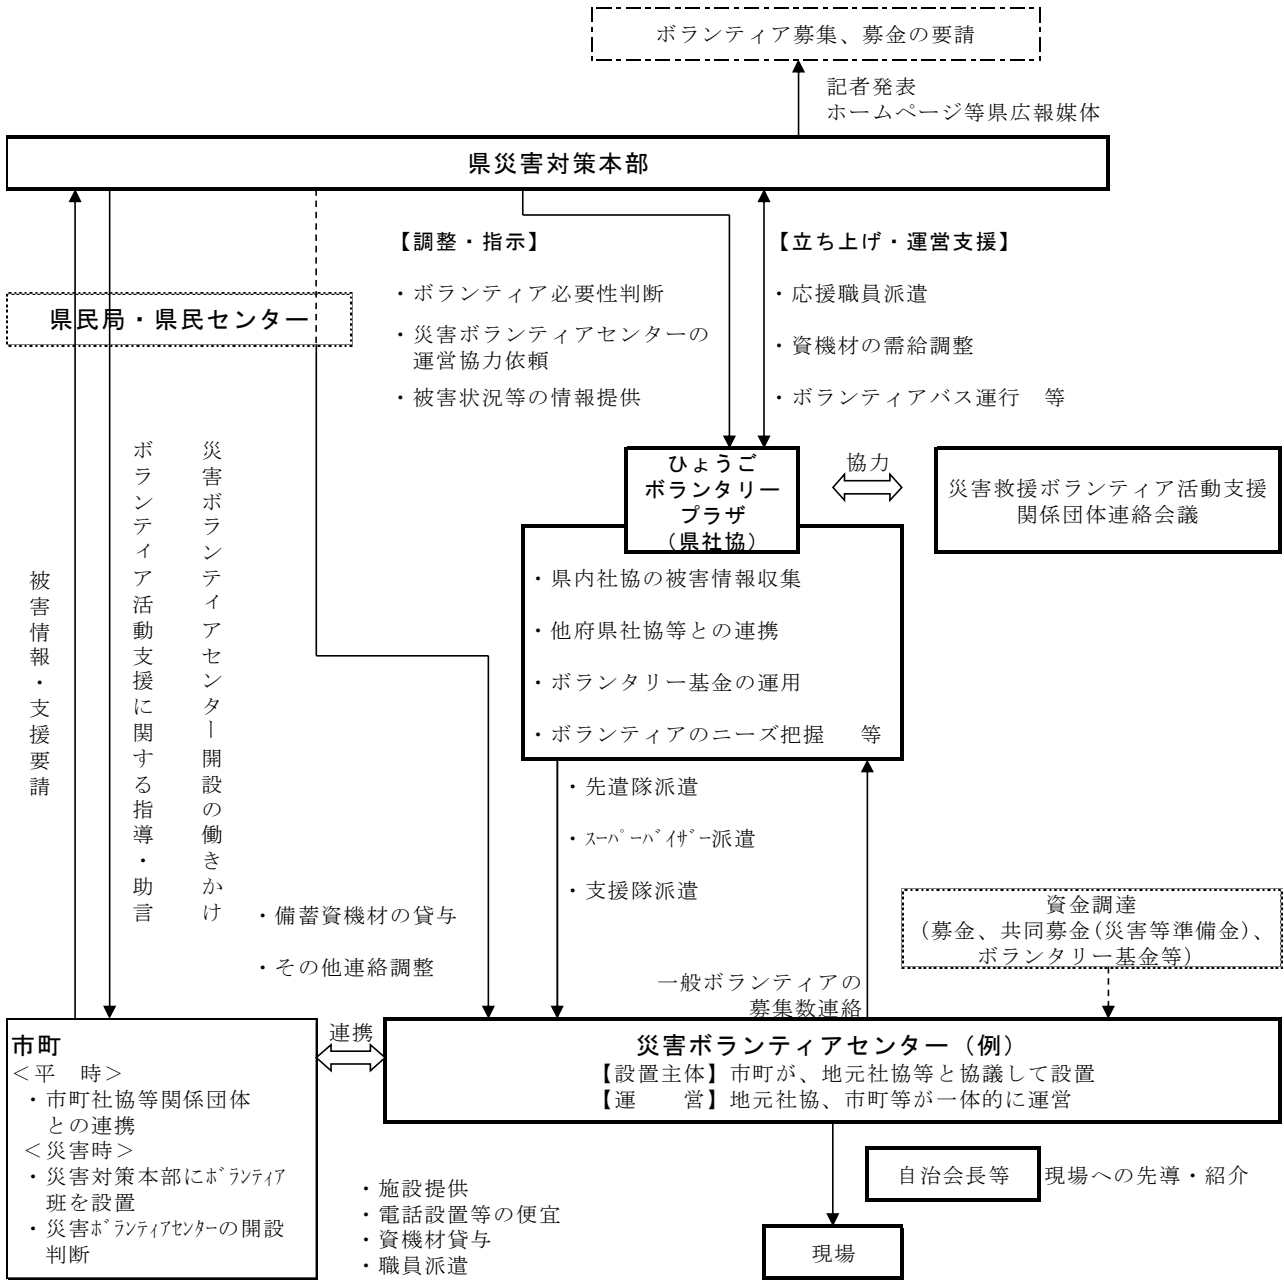 ボランティア募集、募金の要請
記者発表
ホームページ等県広報媒体
県災害対策本部
【調整・指示】
・ボランティア必要性判断
・災害ボランティアセンターの
運営協力依頼
・被害状況等の情報提供
【立ち上げ・運営支援】
・応援職員派遣
・資機材の需給調整
・ボランティアバス運行　等
県民局・県民センター
被害情報・支援要請
災害ボランティアセンター開設の働きかけ
ボランティア活動支援に関する指導・助言
ひょうご
ボランタリー
プラザ
（県社協）
協力
災害救援ボランティア活動支援
関係団体連絡会議
・県内社協の被害情報収集
・他府県社協等との連携
・ボランタリー基金の運用
・ボランティアのニーズ把握　等
・先遣隊派遣
・ｽｰﾊﾟｰﾊﾞｲｻﾞｰ派遣
・支援隊派遣
・備蓄資機材の貸与
・その他連絡調整
一般ボランティアの
募集数連絡
資金調達
（募金、共同募金(災害等準備金)、
ボランタリー基金等）
市町
＜平　時＞
・市町社協等関係団体
との連携
＜災害時＞
・災害対策本部にﾎﾞﾗﾝﾃｨｱ
班を設置
・災害ﾎﾞﾗﾝﾃｨｱｾﾝﾀｰの開設
判断
連携
災害ボランティアセンター（例）
【設置主体】市町が、地元社協等と協議して設置
【運　　営】地元社協、市町等が一体的に運営
・施設提供
・電話設置等の便宜
・資機材貸与
・職員派遣
自治会長等
現場への先導・紹介
現場